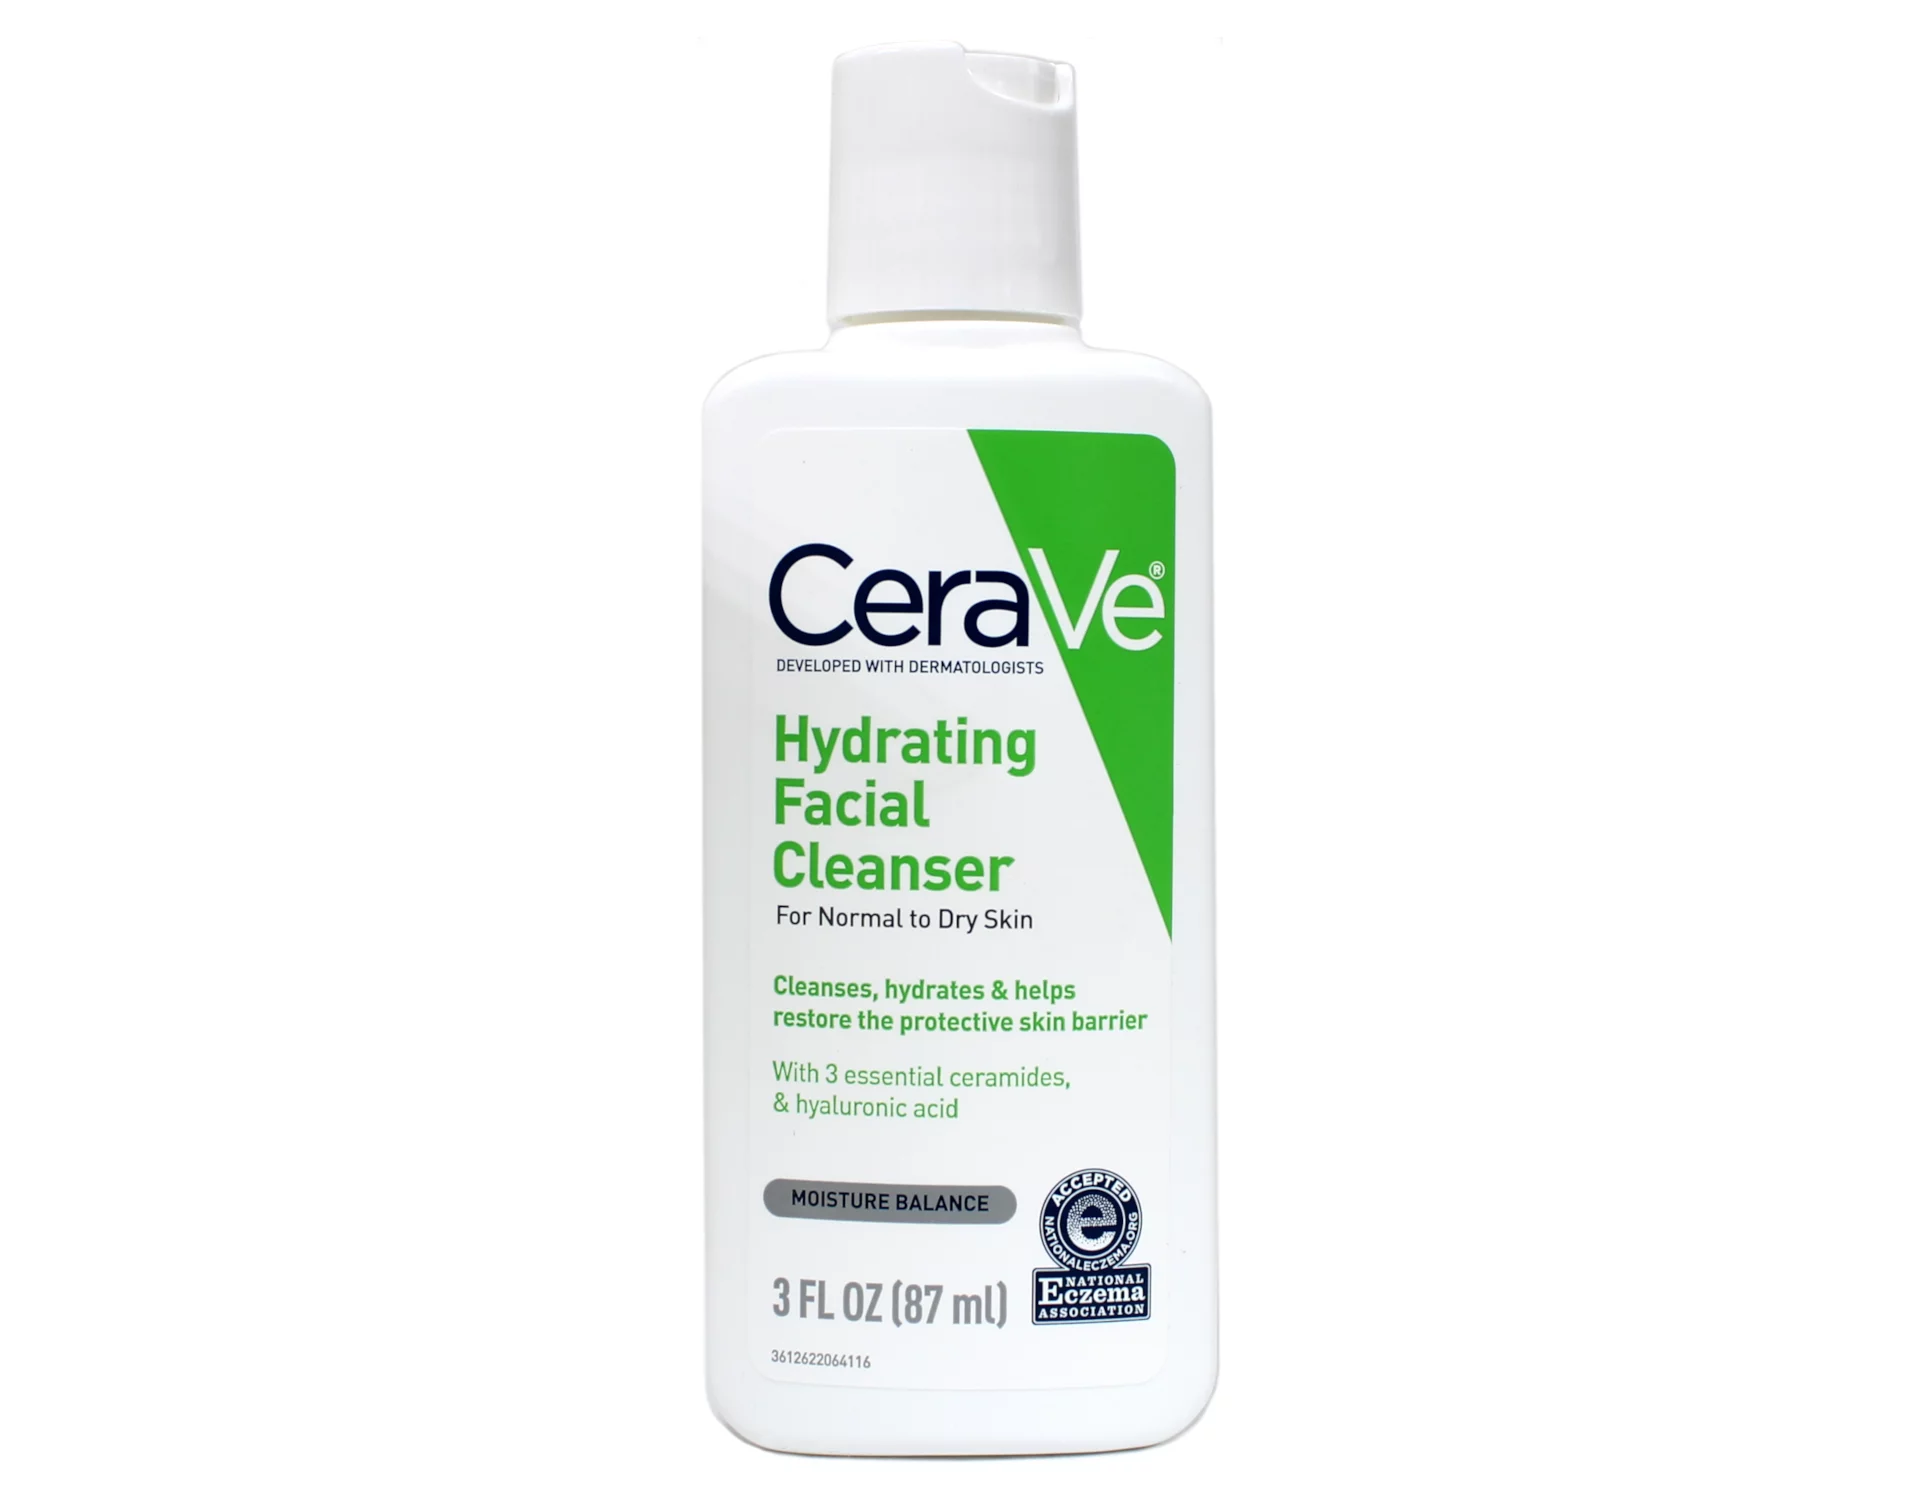 CeraVe®
DEVELOPED WITH DERMATOLOGISTS
Hydrating
Facial
Cleanser
For Normal to Dry Skin
Cleanses, hydrates & helps
restore the protective skin barrier
With 3 essential ceramides,
& hyaluronic acid
MOISTURE BALANCE
ACCEPTED
e
NATIONALECZEMA.ORG
NATIONAL
Eczema
ASSOCIATION
3 FL OZ (87 ml)
3612622064116